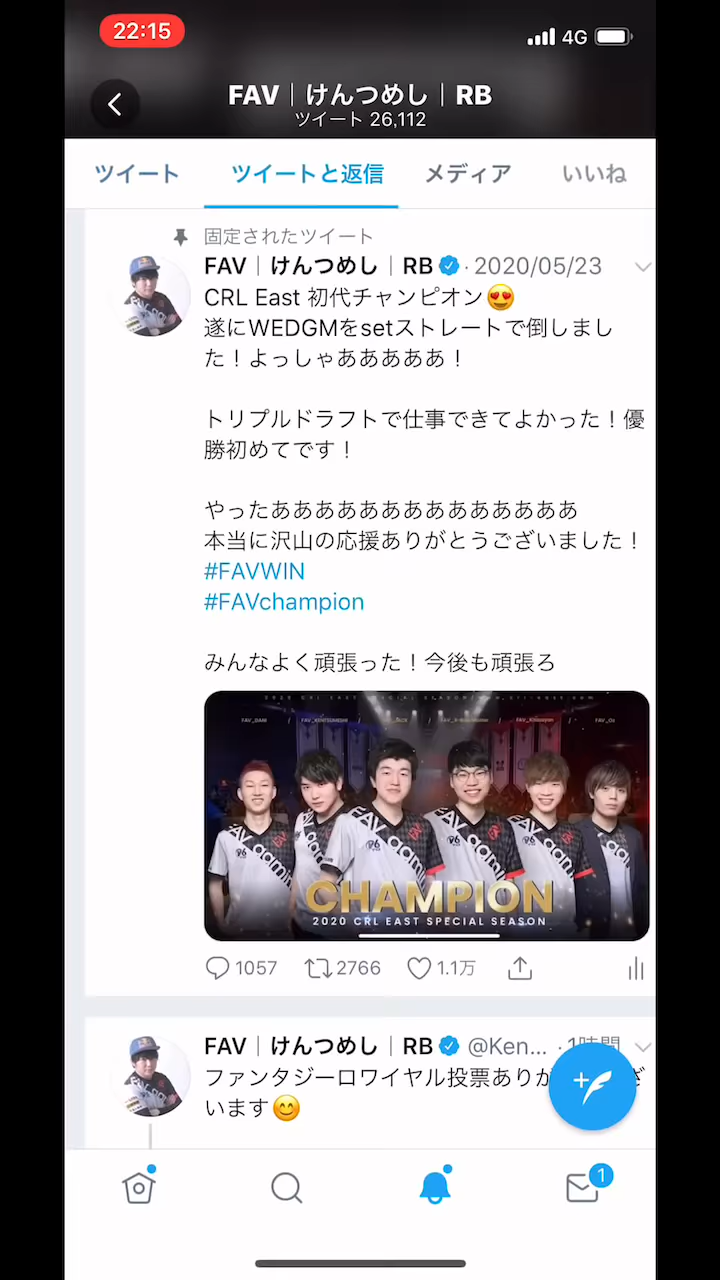 22:15
4G
FAV｜けんつめし｜RB
ツイート 26,112
ツイート
ツイートと返信
メディア
いいね
固定されたツイート
FAV｜けんつめし｜RB · 2020/05/23
CRL East 初代チャンピオン😍
遂にWEDGMをsetストレートで倒しまし
た！よっしゃあああああ！
トリプルドラフトで仕事できてよかった！優
勝初めてです！
やったああああああああああああああ
本当に沢山の応援ありがとうございました！
#FAVWIN
#FAVchampion
みんなよく頑張った！今後も頑張ろ
CHAMPION
2020 CRL EAST SPECIAL SEASON
1057
2766
1.1万
FAV｜けんつめし｜RB @Ken... · 1時間
ファンタジーロワイヤル投票ありが
います😊
1